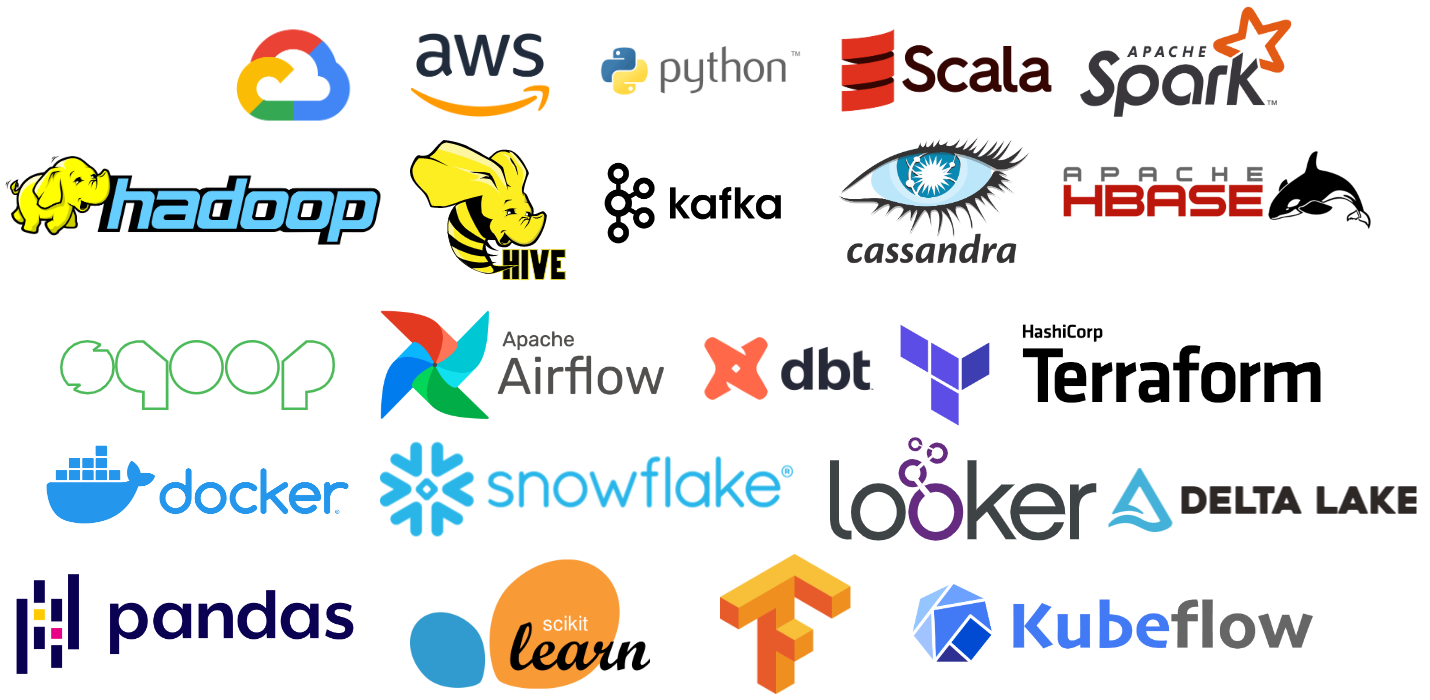 aws
python™
Scala
APACHE
Spark™
hadoop
HIVE
kafka
cassandra
APACHE
HBASE
sqoop
Apache
Airflow
dbt
HashiCorp
Terraform
docker
snowflake®
looker
DELTA LAKE
pandas
scikit
learn
Kubeflow